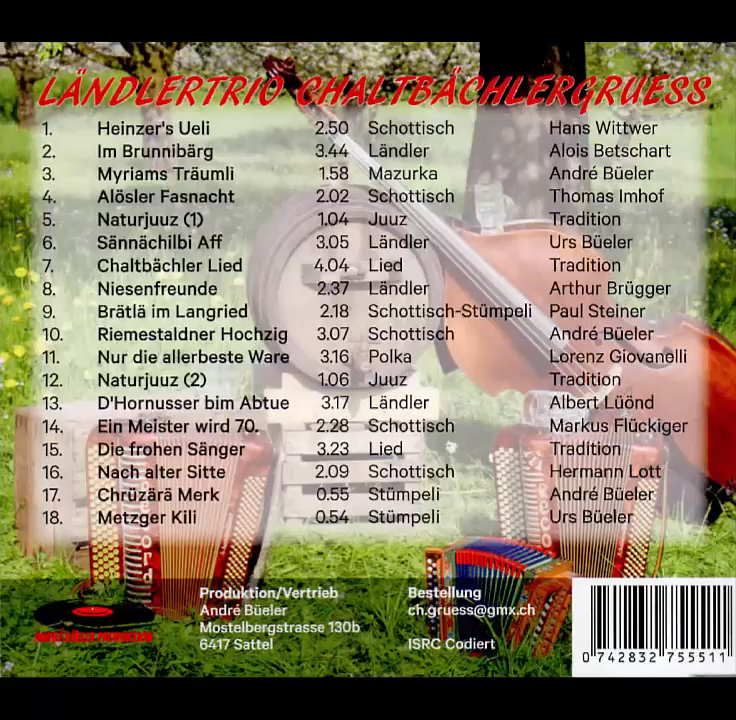 LÄNDLERTRIO CHALTBÄCHLERGRUESS
1. Heinzer's Ueli 2.50 Schottisch Hans Wittwer
2. Im Brunnibärg 3.44 Ländler Alois Betschart
3. Myriams Träumli 1.58 Mazurka André Büeler
4. Alösler Fasnacht 2.02 Schottisch Thomas Imhof
5. Naturjuuz (1) 1.04 Juuz Tradition
6. Sännächilbi Aff 3.05 Ländler Urs Büeler
7. Chaltbächler Lied 4.04 Lied Tradition
8. Niesenfreunde 2.37 Ländler Arthur Brügger
9. Brätlä im Langried 2.18 Schottisch-Stümpeli Paul Steiner
10. Riemestaldner Hochzig 3.07 Schottisch André Büeler
11. Nur die allerbeste Ware 3.16 Polka Lorenz Giovanelli
12. Naturjuuz (2) 1.06 Juuz Tradition
13. D'Hornusser bim Abtue 3.17 Ländler Albert Lüönd
14. Ein Meister wird 70. 2.28 Schottisch Markus Flückiger
15. Die frohen Sänger 3.23 Lied Tradition
16. Nach alter Sitte 2.09 Schottisch Hermann Lott
17. Chrüzärä Merk 0.55 Stümpeli André Büeler
18. Metzger Kili 0.54 Stümpeli Urs Büeler
Produktion/Vertrieb
André Büeler
Mostelbergstrasse 130b
6417 Sattel
Bestellung
ch.gruess@gmx.ch
ISRC Codiert
0 742832 755511